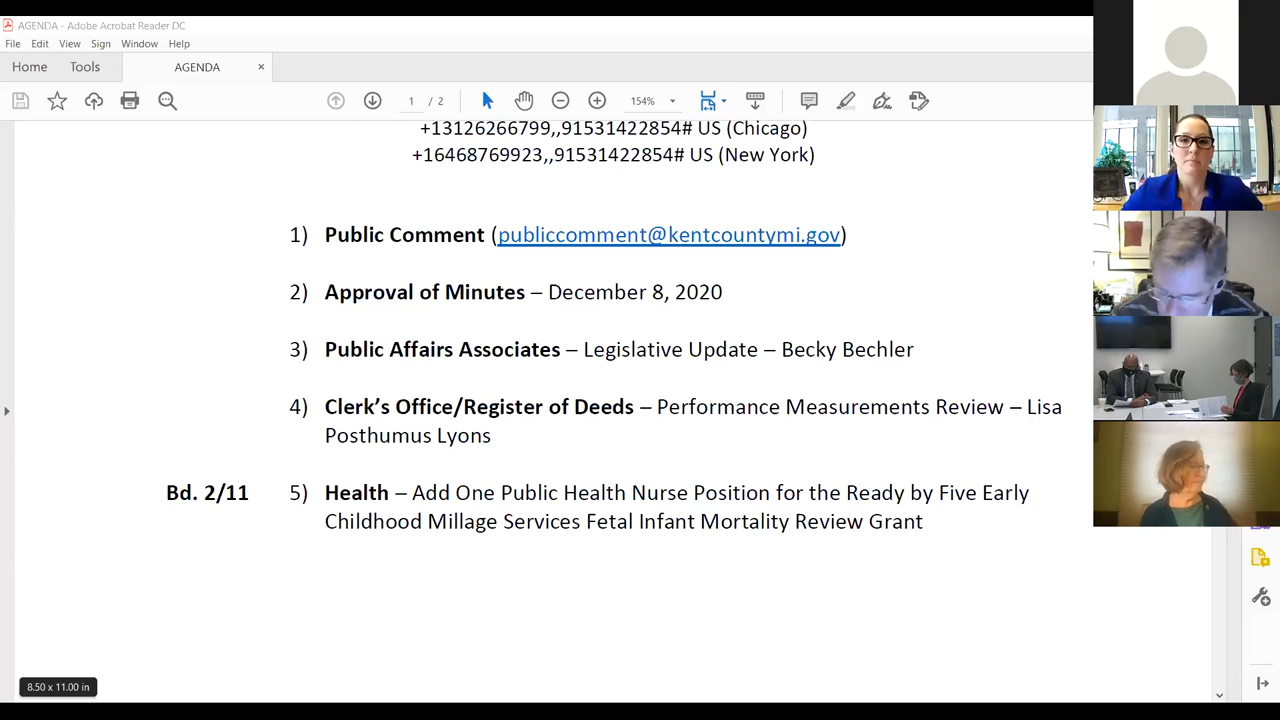 AGENDA - Adobe Acrobat Reader DC
File Edit View Sign Window Help
Home Tools AGENDA ×
1 / 2 154%
+13126266799,,91531422854# US (Chicago)
+16468769923,,91531422854# US (New York)
1) Public Comment (publiccomment@kentcountymi.gov)
2) Approval of Minutes – December 8, 2020
3) Public Affairs Associates – Legislative Update – Becky Bechler
4) Clerk’s Office/Register of Deeds – Performance Measurements Review – Lisa
Posthumus Lyons
Bd. 2/11 5) Health – Add One Public Health Nurse Position for the Ready by Five Early
Childhood Millage Services Fetal Infant Mortality Review Grant
8.50 x 11.00 in